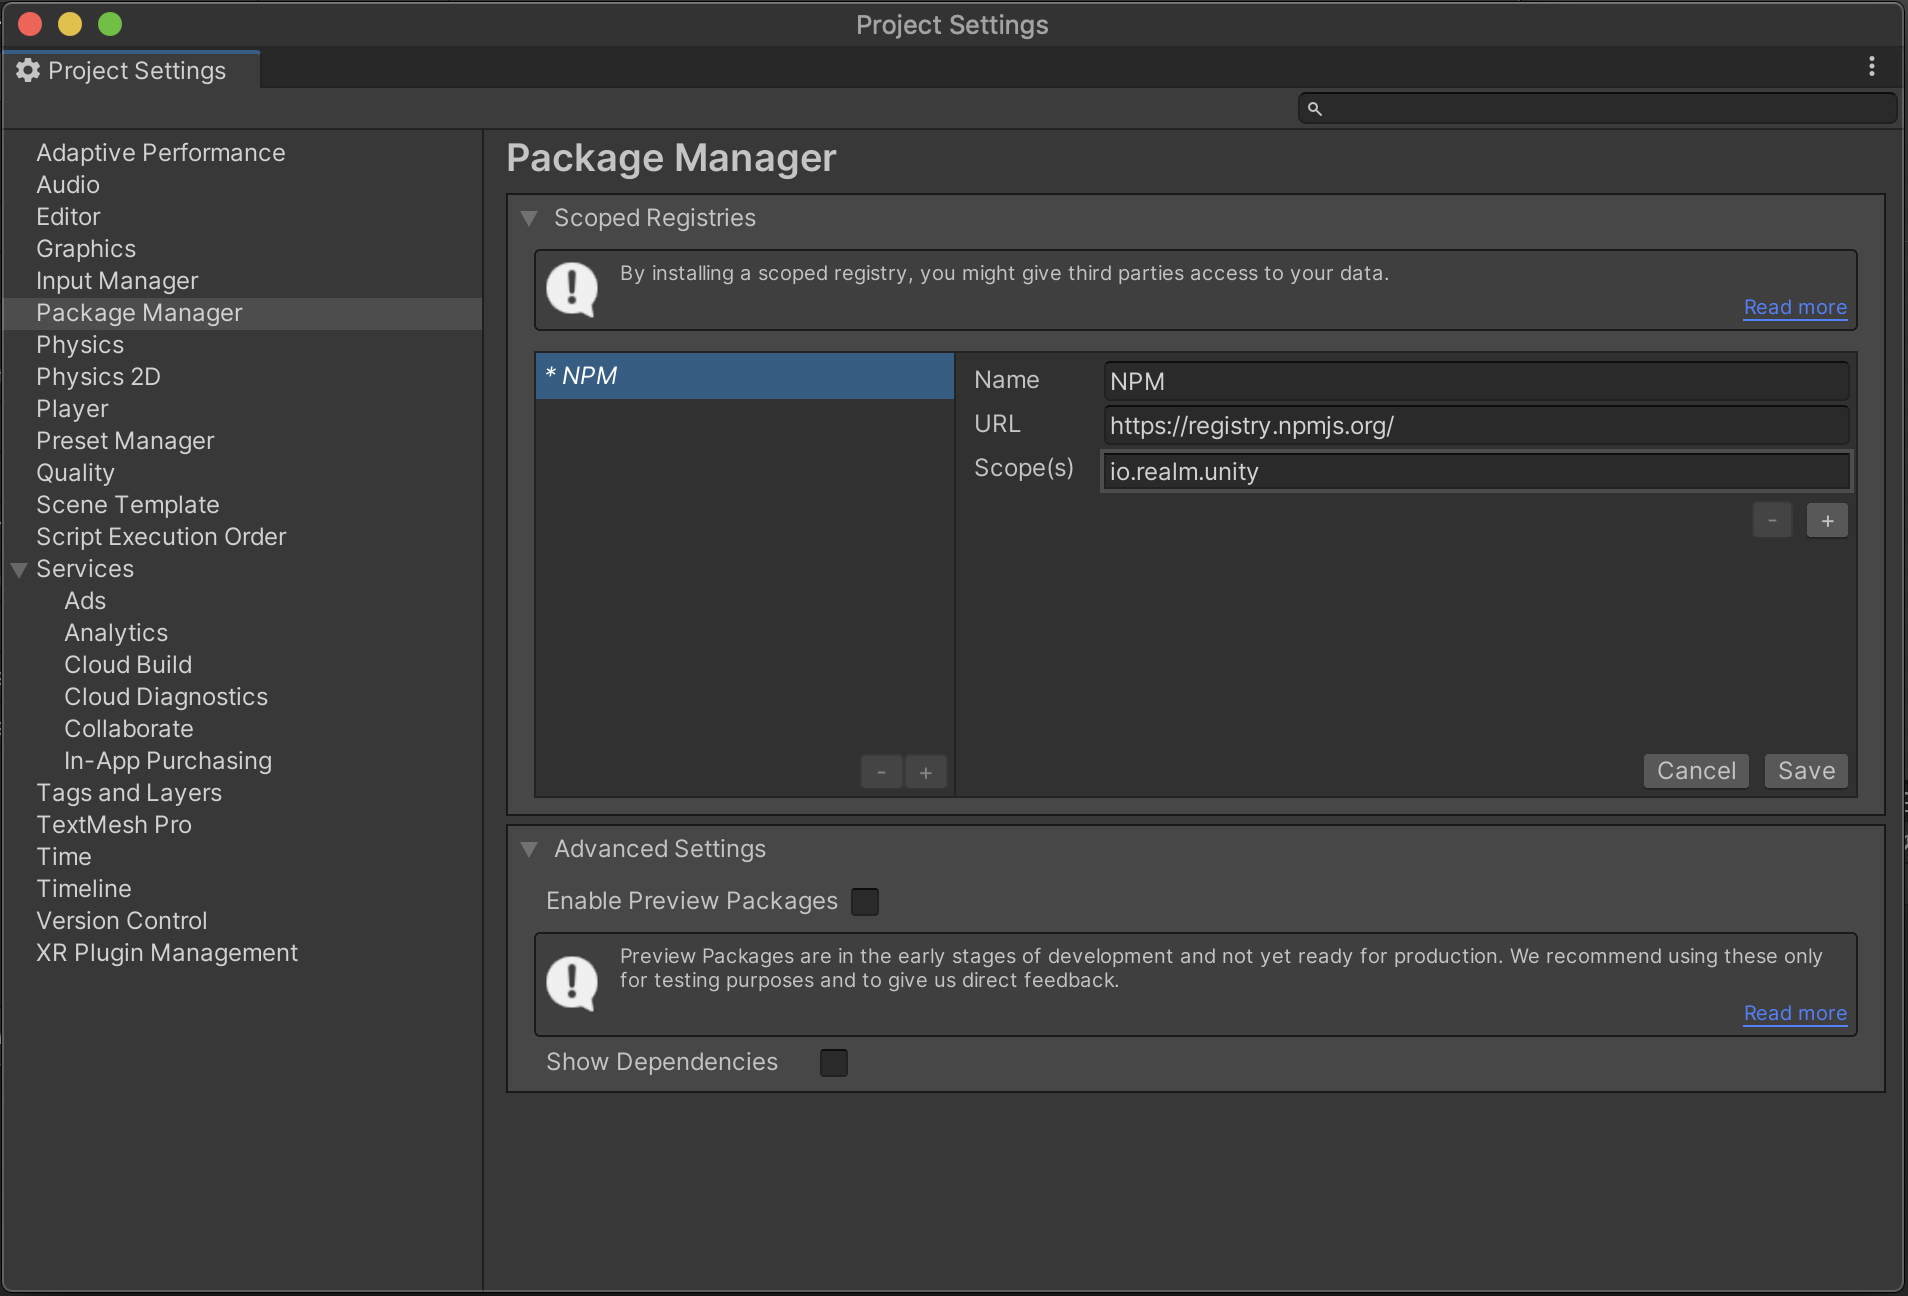 Project Settings
Project Settings
Adaptive Performance
Audio
Editor
Graphics
Input Manager
Package Manager
Physics
Physics 2D
Player
Preset Manager
Quality
Scene Template
Script Execution Order
Services
Ads
Analytics
Cloud Build
Cloud Diagnostics
Collaborate
In-App Purchasing
Tags and Layers
TextMesh Pro
Time
Timeline
Version Control
XR Plugin Management
Package Manager
Scoped Registries
By installing a scoped registry, you might give third parties access to your data.
Read more
* NPM
- +
Name NPM
URL https://registry.npmjs.org/
Scope(s) io.realm.unity
- +
Cancel Save
Advanced Settings
Enable Preview Packages
Preview Packages are in the early stages of development and not yet ready for production. We recommend using these only
for testing purposes and to give us direct feedback.
Read more
Show Dependencies